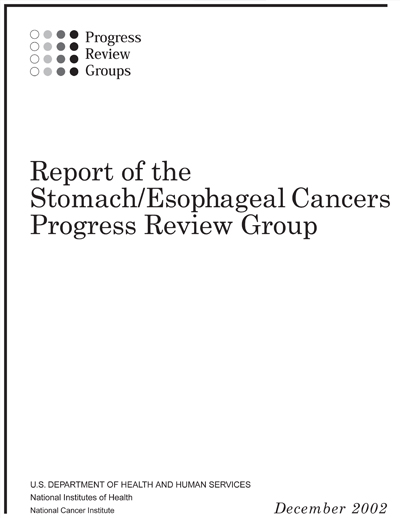 Progress
Review
Groups
Report of the
Stomach/Esophageal Cancers
Progress Review Group
U.S. DEPARTMENT OF HEALTH AND HUMAN SERVICES
National Institutes of Health
National Cancer Institute
December 2002